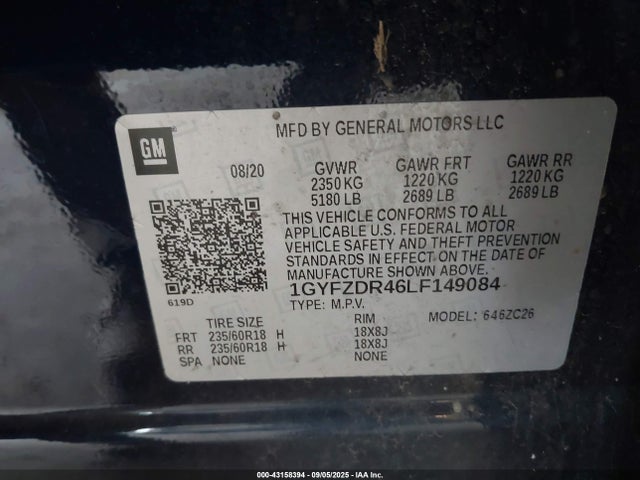 GM
MFD BY GENERAL MOTORS LLC
08/20
GVWR GAWR FRT GAWR RR
2350 KG 1220 KG 1220 KG
5180 LB 2689 LB 2689 LB
THIS VEHICLE CONFORMS TO ALL
APPLICABLE U.S. FEDERAL MOTOR
VEHICLE SAFETY AND THEFT PREVENTION
STANDARDS IN EFFECT ON THE DATE OF
MANUFACTURE SHOWN ABOVE.
1GYFZDR46LF149084
619D
TYPE: M.P.V. MODEL: 646ZC26
TIRE SIZE RIM
FRT 235/60R18 H 18X8J
RR 235/60R18 H 18X8J
SPA NONE NONE
000-43158394 - 09/05/2025 - IAA Inc.